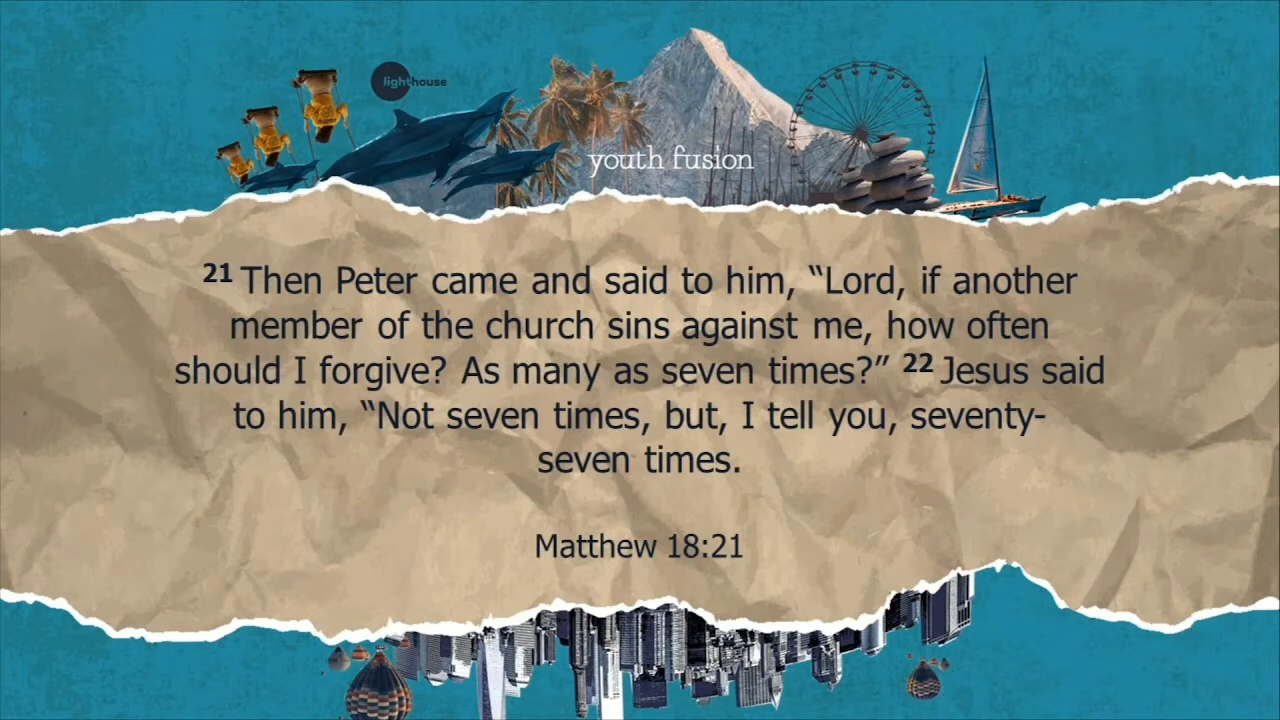 lighthouse
youth fusion
21 Then Peter came and said to him, “Lord, if another
member of the church sins against me, how often
should I forgive? As many as seven times?” 22 Jesus said
to him, “Not seven times, but, I tell you, seventy-
seven times.
Matthew 18:21